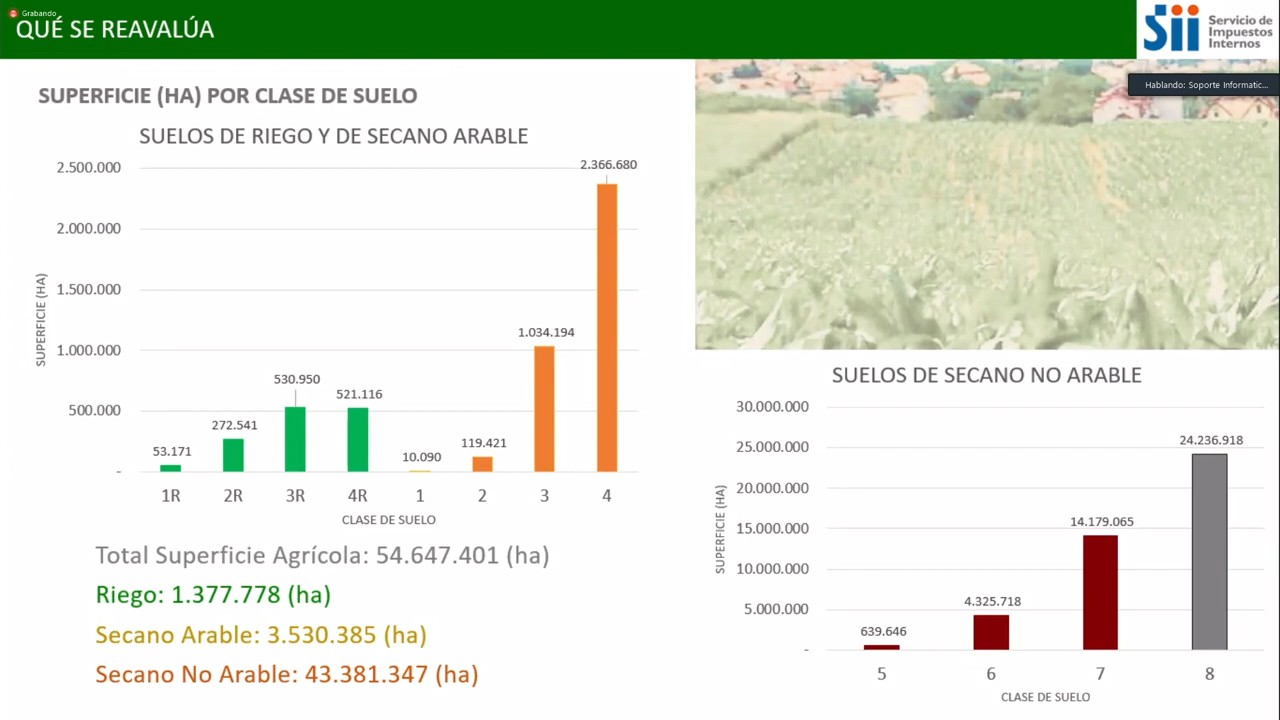 Grabando
QUÉ SE REAVALÚA
Sii Servicio de
Impuestos
Internos
Hablando: Soporte Informatic...
SUPERFICIE (HA) POR CLASE DE SUELO
SUELOS DE RIEGO Y DE SECANO ARABLE
SUPERFICIE (HA)
2.500.000
2.000.000
1.500.000
1.000.000
500.000
-
53.171
272.541
530.950
521.116
10.090
119.421
1.034.194
2.366.680
1R 2R 3R 4R 1 2 3 4
CLASE DE SUELO
Total Superficie Agrícola: 54.647.401 (ha)
Riego: 1.377.778 (ha)
Secano Arable: 3.530.385 (ha)
Secano No Arable: 43.381.347 (ha)
SUELOS DE SECANO NO ARABLE
SUPERFICIE (HA)
30.000.000
25.000.000
20.000.000
15.000.000
10.000.000
5.000.000
-
639.646
4.325.718
14.179.065
24.236.918
5 6 7 8
CLASE DE SUELO